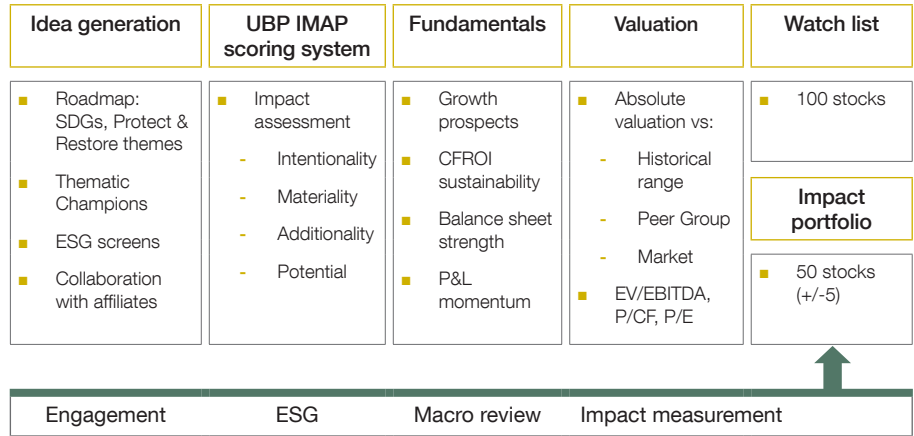 Idea generation
■ Roadmap:
SDGs, Protect &
Restore themes
■ Thematic
Champions
■ ESG screens
■ Collaboration
with affiliates
UBP IMAP
scoring system
■ Impact
assessment
- Intentionality
- Materiality
- Additionality
- Potential
Fundamentals
■ Growth
prospects
■ CFROI
sustainability
■ Balance sheet
strength
■ P&L
momentum
Valuation
■ Absolute
valuation vs:
- Historical
range
- Peer Group
- Market
■ EV/EBITDA,
P/CF, P/E
Watch list
■ 100 stocks
Impact
portfolio
■ 50 stocks
(+/-5)
Engagement
ESG
Macro review
Impact measurement